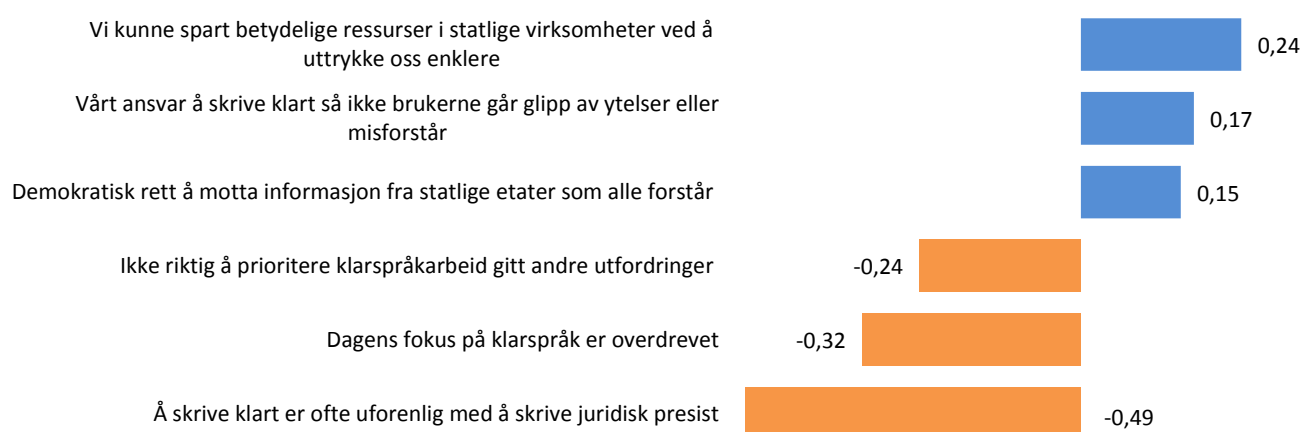 Vi kunne spart betydelige ressurser i statlige virksomheter ved å
uttrykke oss enklere
0,24
Vårt ansvar å skrive klart så ikke brukerne går glipp av ytelser eller
misforstår
0,17
Demokratisk rett å motta informasjon fra statlige etater som alle forstår
0,15
Ikke riktig å prioritere klarspråkarbeid gitt andre utfordringer
-0,24
Dagens fokus på klarspråk er overdrevet
-0,32
Å skrive klart er ofte uforenlig med å skrive juridisk presist
-0,49